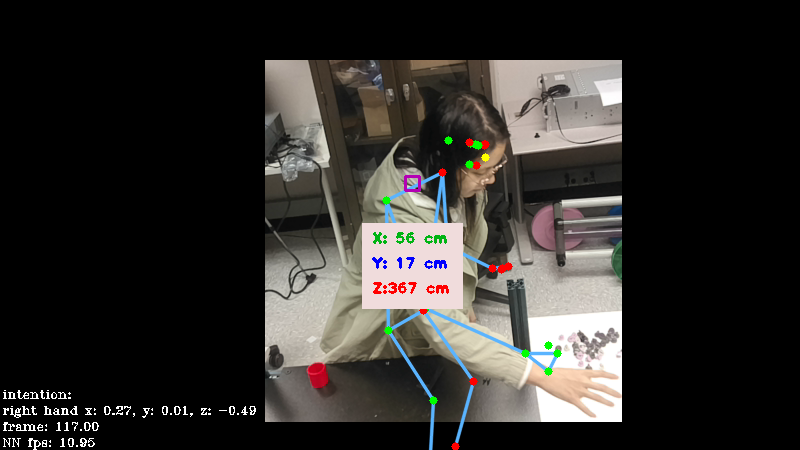 X: 56 cm
Y: 17 cm
Z:367 cm
intention:
right hand x: 0.27, y: 0.01, z: -0.49
frame: 117.00
NN fps: 10.95